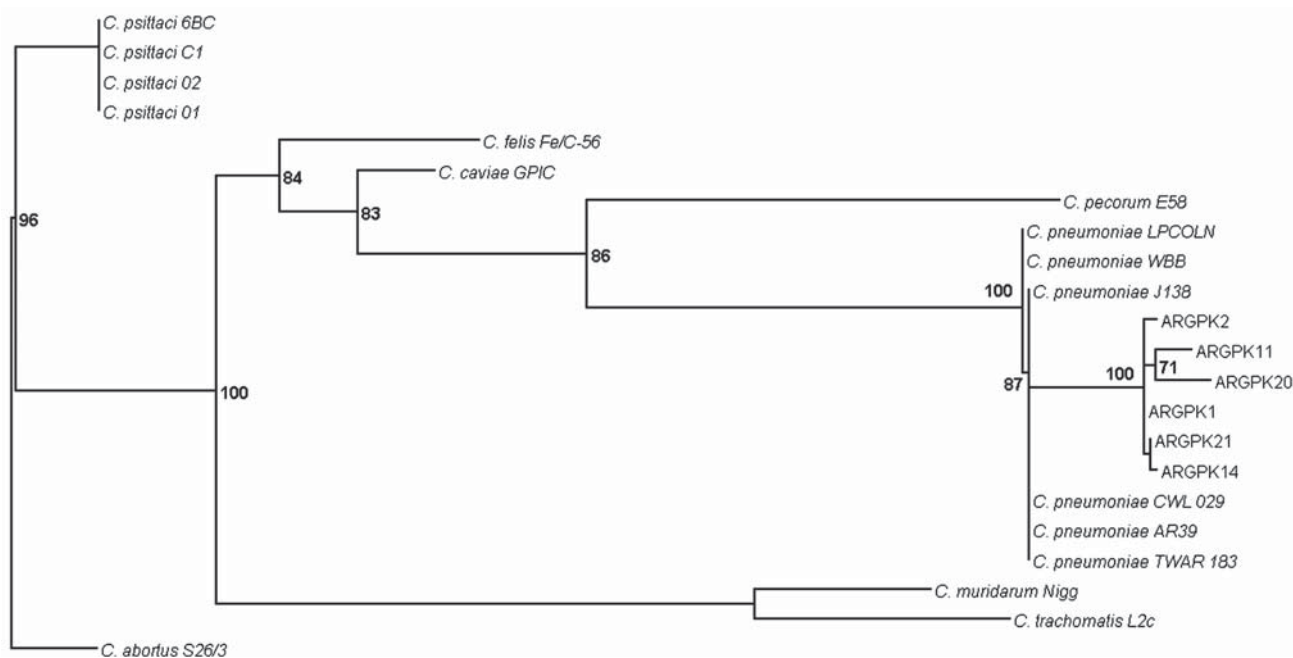 C. psittaci 6BC
C. psittaci C1
C. psittaci 02
C. psittaci 01
C. felis Fe/C-56
84
C. caviae GPIC
83
C. pecorum E58
96
C. pneumoniae LPCOLN
86
C. pneumoniae WBB
100
C. pneumoniae J138
ARGPK2
ARGPK11
100
71
87
ARGPK20
100
ARGPK1
ARGPK21
ARGPK14
C. pneumoniae CWL 029
C. pneumoniae AR39
C. pneumoniae TWAR 183
C. muridarum Nigg
C. trachomatis L2c
C. abortus S26/3